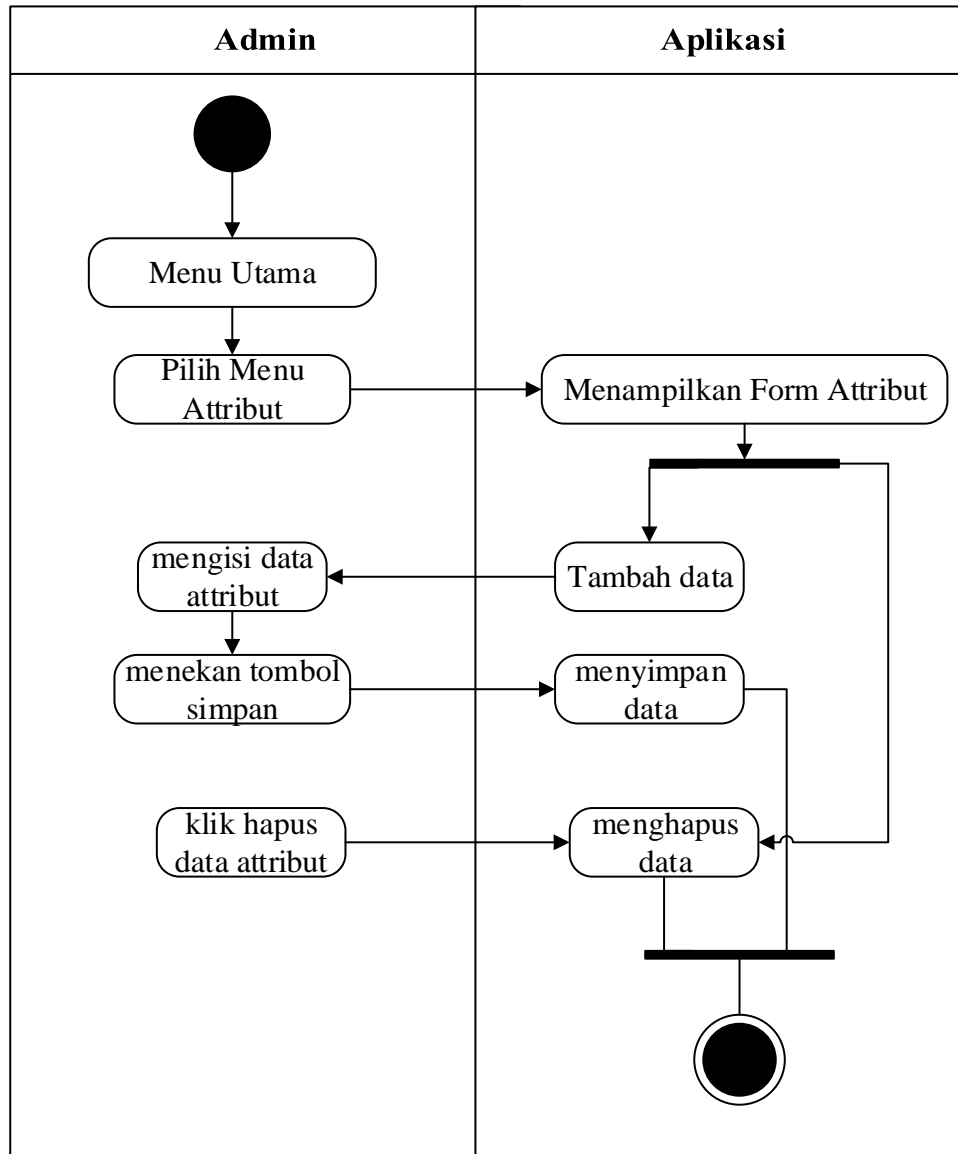 Admin
Aplikasi
Menu Utama
Pilih Menu
Attribut
Menampilkan Form Attribut
Tambah data
mengisi data
attribut
menekan tombol
simpan
menyimpan
data
klik hapus
data attribut
menghapus
data